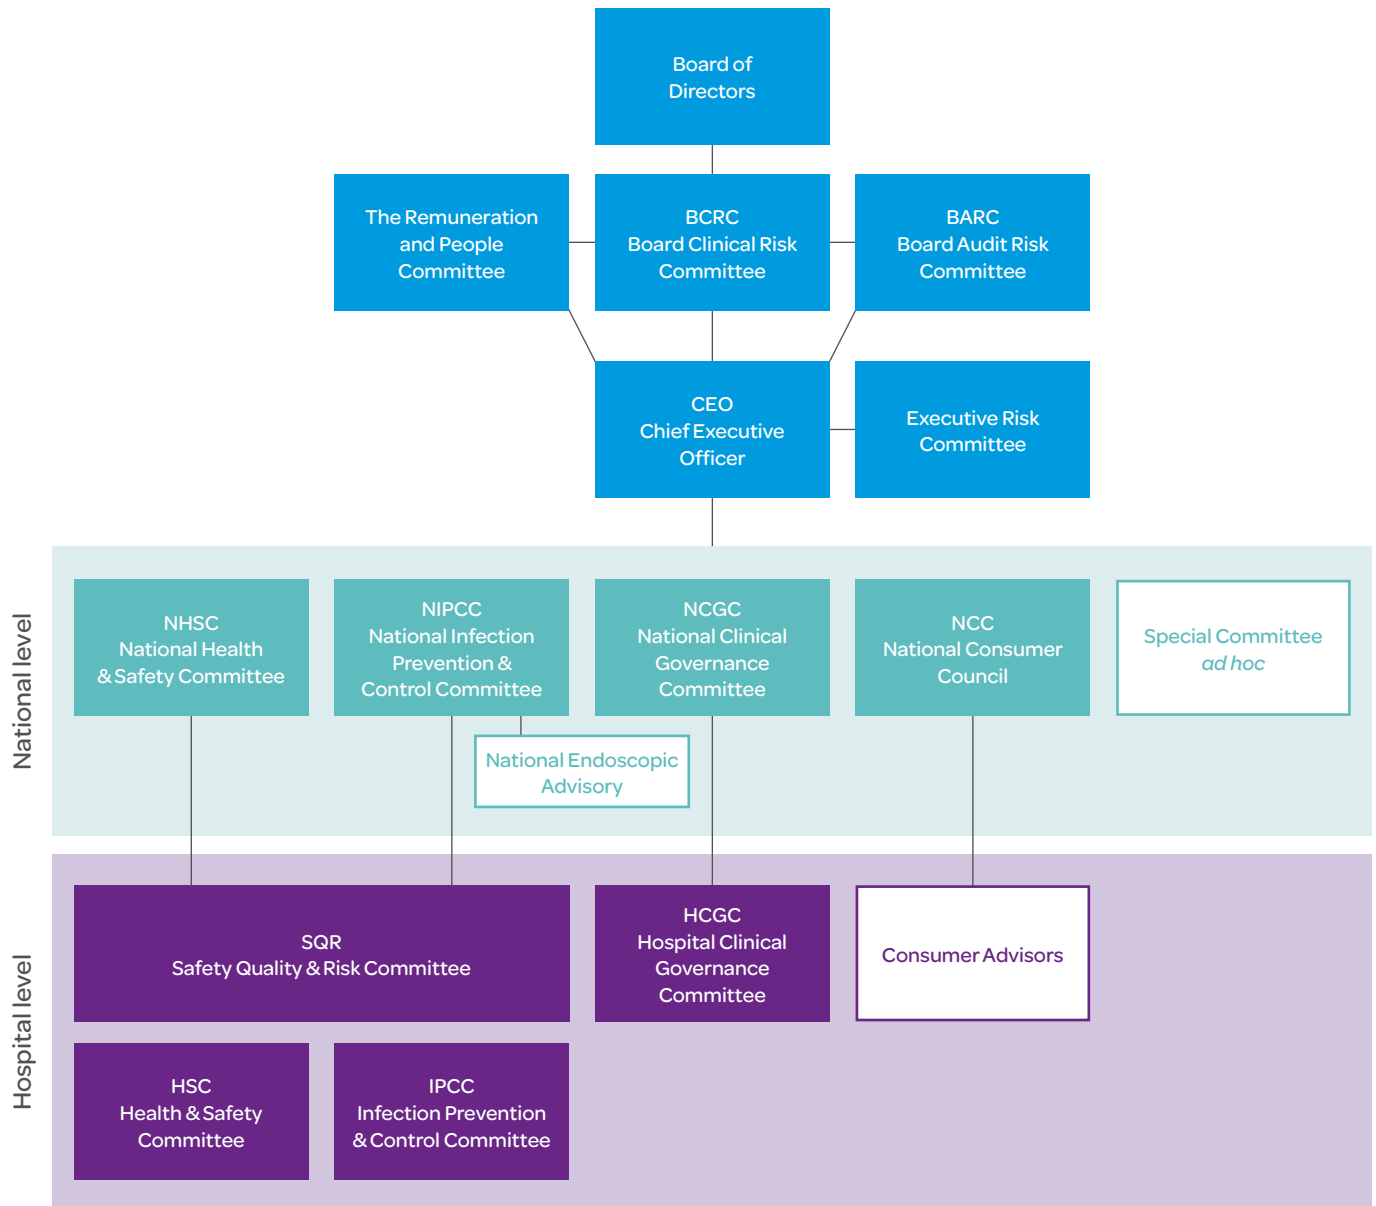 Board of
Directors
The Remuneration
and People
Committee
BCRC
Board Clinical Risk
Committee
BARC
Board Audit Risk
Committee
CEO
Chief Executive
Officer
Executive Risk
Committee
National level
NHSC
National Health
& Safety Committee
NIPCC
National Infection
Prevention &
Control Committee
NCGC
National Clinical
Governance
Committee
NCC
National Consumer
Council
Special Committee
ad hoc
National Endoscopic
Advisory
Hospital level
SQR
Safety Quality & Risk Committee
HCGC
Hospital Clinical
Governance
Committee
Consumer Advisors
HSC
Health & Safety
Committee
IPCC
Infection Prevention
& Control Committee